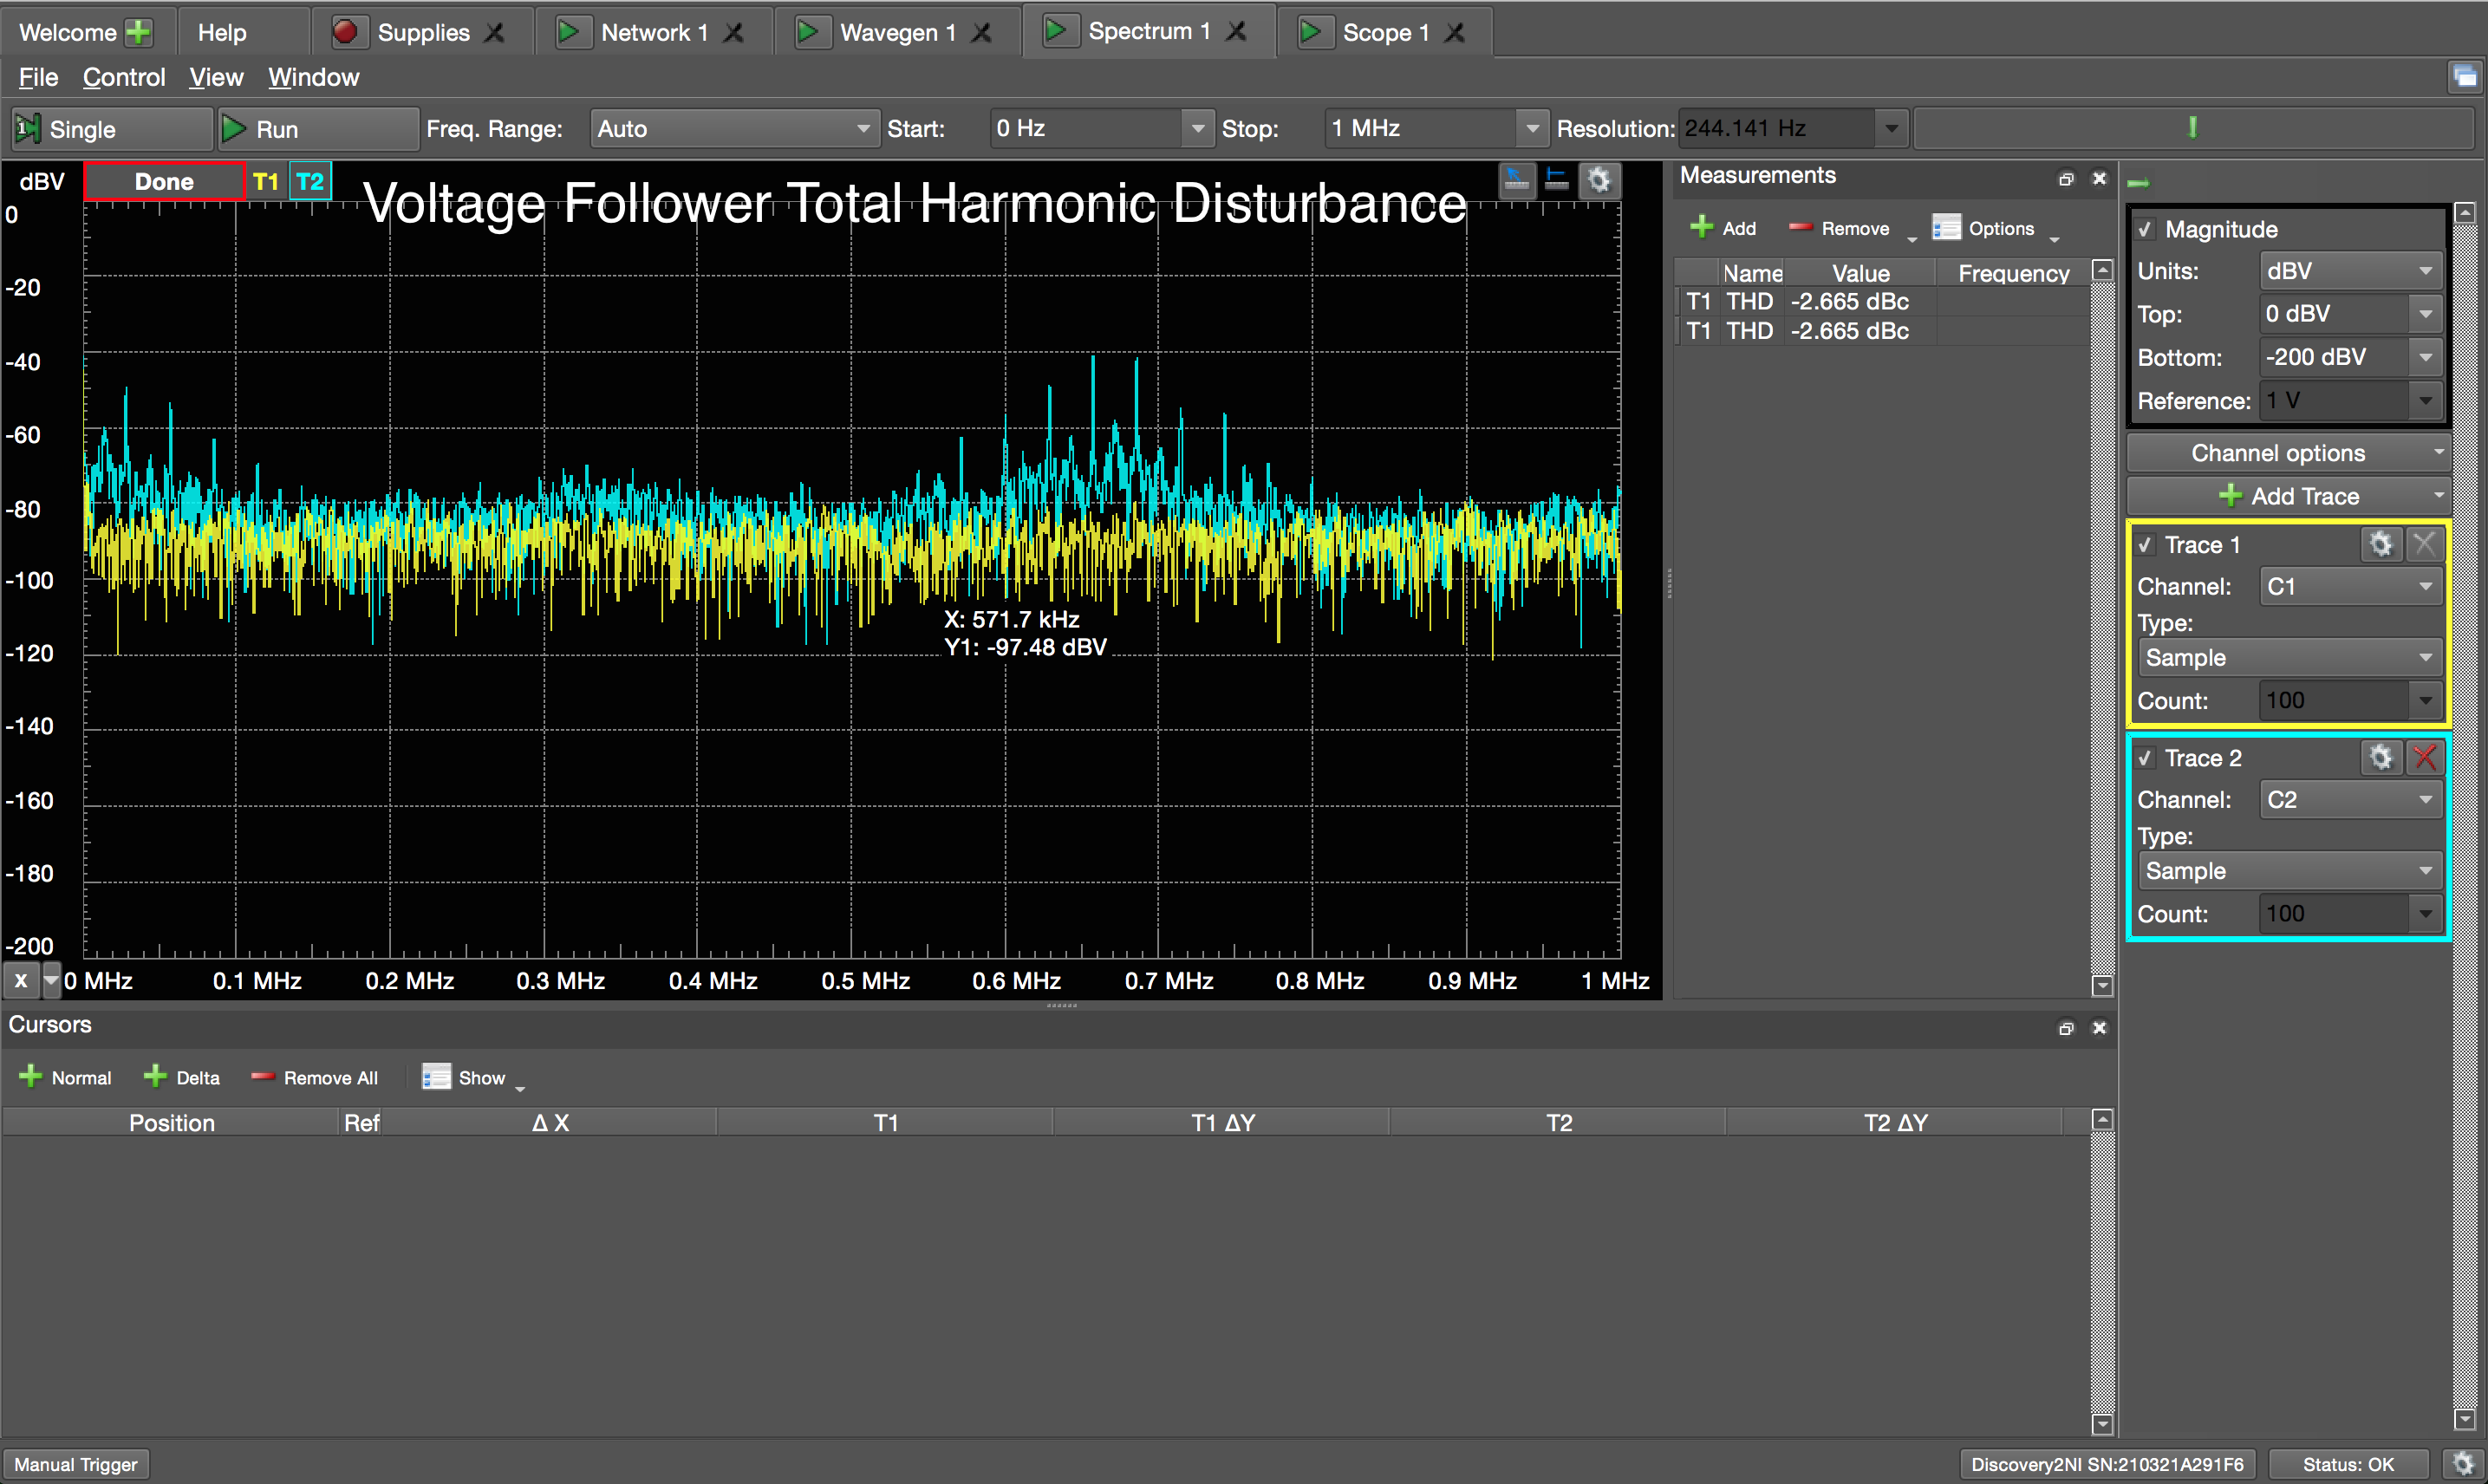 Welcome Help Supplies Network 1 Wavegen 1 Spectrum 1 Scope 1
File Control View Window
1 Single Run Freq. Range: Auto Start: 0 Hz Stop: 1 MHz Resolution: 244.141 Hz
dBV Done T1 T2
Voltage Follower Total Harmonic Disturbance
0
-20
-40
-60
-80
-100
-120
-140
-160
-180
-200
X: 571.7 kHz
Y1: -97.48 dBV
X 0 MHz 0.1 MHz 0.2 MHz 0.3 MHz 0.4 MHz 0.5 MHz 0.6 MHz 0.7 MHz 0.8 MHz 0.9 MHz 1 MHz
Measurements
Add Remove Options
Name Value Frequency
T1 THD -2.665 dBc
T1 THD -2.665 dBc
Magnitude
Units: dBV
Top: 0 dBV
Bottom: -200 dBV
Reference: 1 V
Channel options
Add Trace
Trace 1
Channel: C1
Type:
Sample
Count: 100
Trace 2
Channel: C2
Type:
Sample
Count: 100
Cursors
Normal Delta Remove All Show
Position Ref Δ X T1 T1 ΔY T2 T2 ΔY
Manual Trigger Discovery2NI SN:210321A291F6 Status: OK